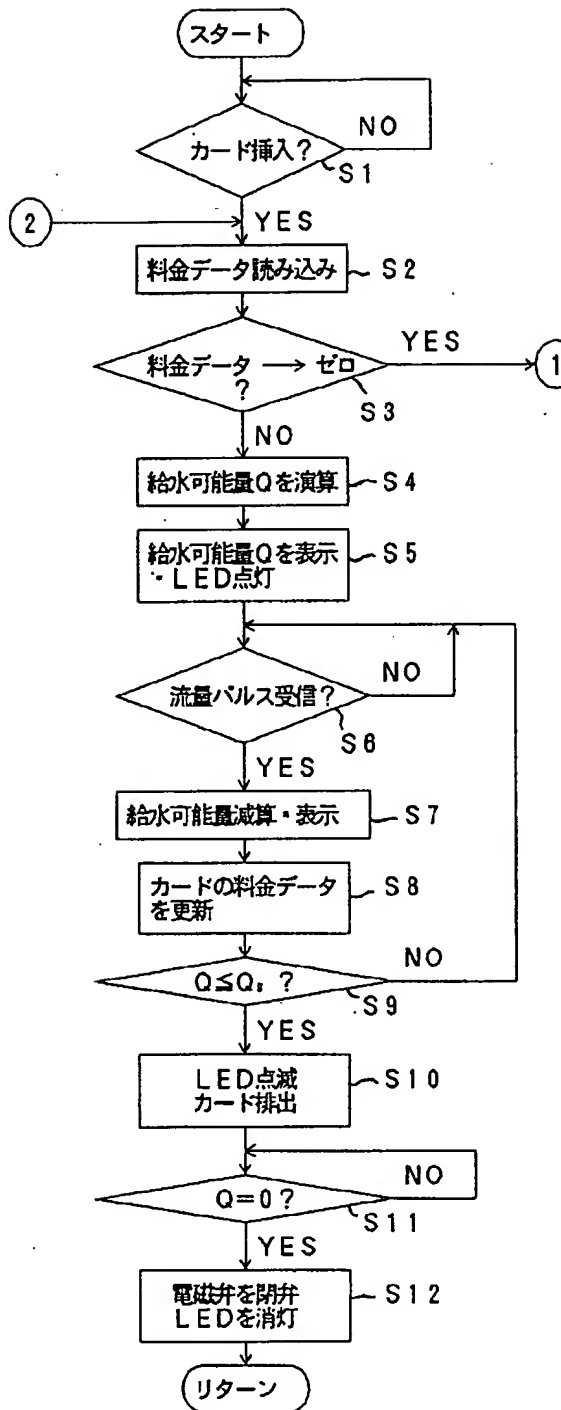 スタート
NO
カード挿入?
S1
2
YES
料金データ読み込み
S2
YES
料金データ → ゼロ
?
S3
1
NO
給水可能量Qを演算
S4
給水可能量Qを表示
・LED点灯
S5
NO
流量パルス受信?
S6
YES
給水可能量減算・表示
S7
カードの料金データ
を更新
S8
NO
Q≤Q ?
S9
YES
LED点滅
カード排出
S10
NO
Q=0?
S11
YES
電磁弁を閉弁
LEDを消灯
S12
リターン